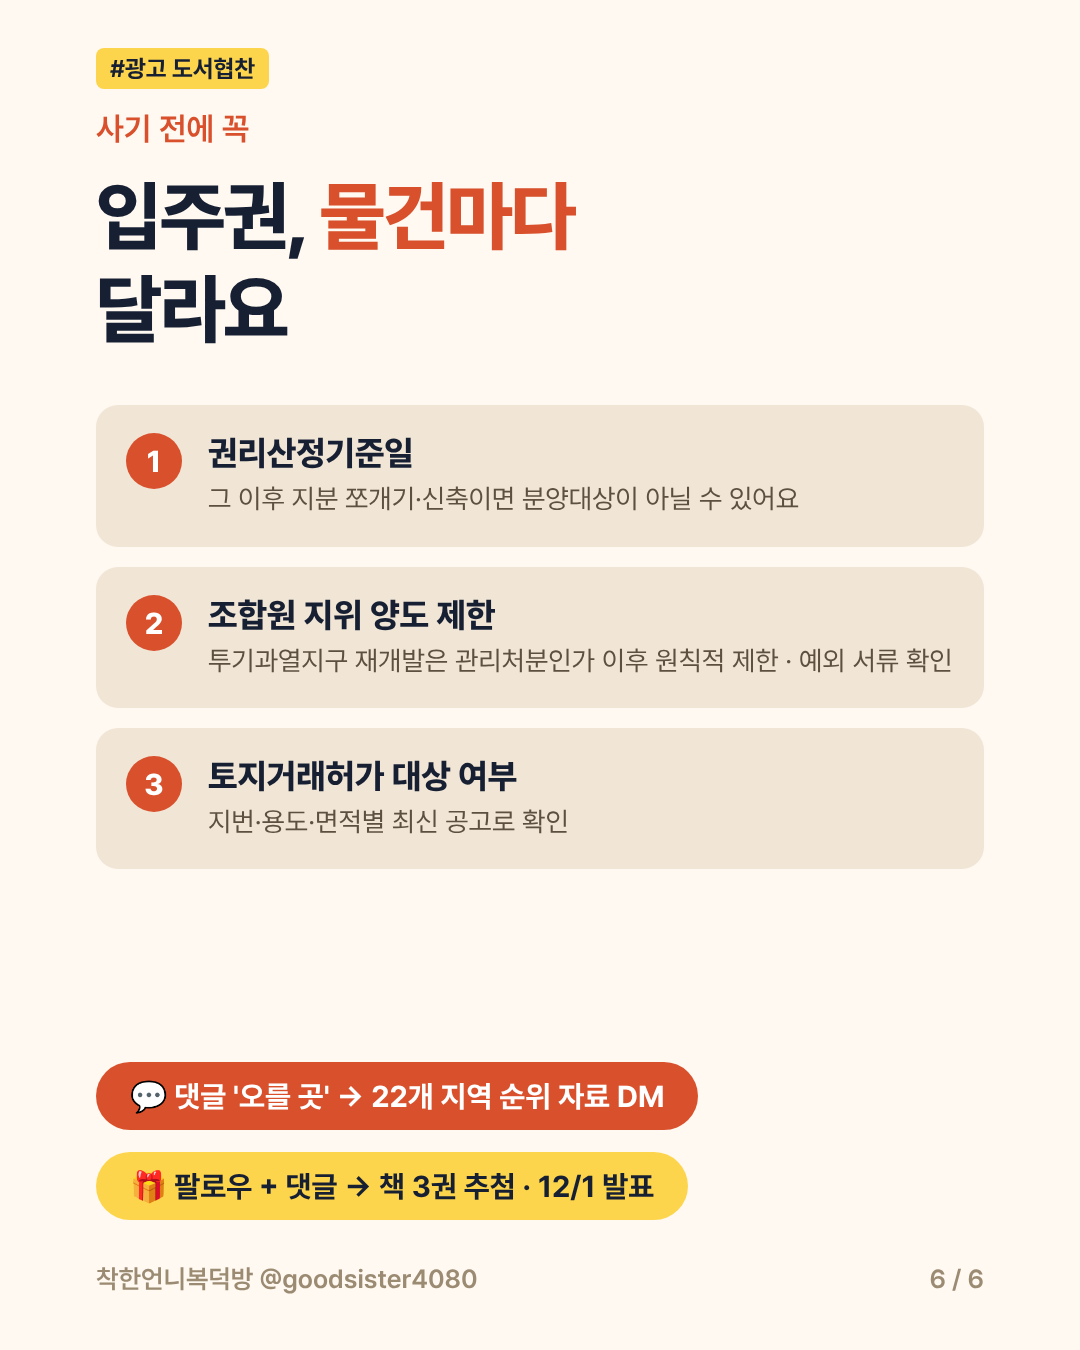 #광고 도서협찬
사기 전에 꼭
입주권, 물건마다
달라요
1
권리산정기준일
그 이후 지분 쪼개기·신축이면 분양대상이 아닐 수 있어요
2
조합원 지위 양도 제한
투기과열지구 재개발은 관리처분인가 이후 원칙적 제한 · 예외 서류 확인
3
토지거래허가 대상 여부
지번·용도·면적별 최신 공고로 확인
💬 댓글 '오를 곳' → 22개 지역 순위 자료 DM
🎁 팔로우 + 댓글 → 책 3권 추첨 · 12/1 발표
착한언니복덕방 @goodsister4080
6 / 6